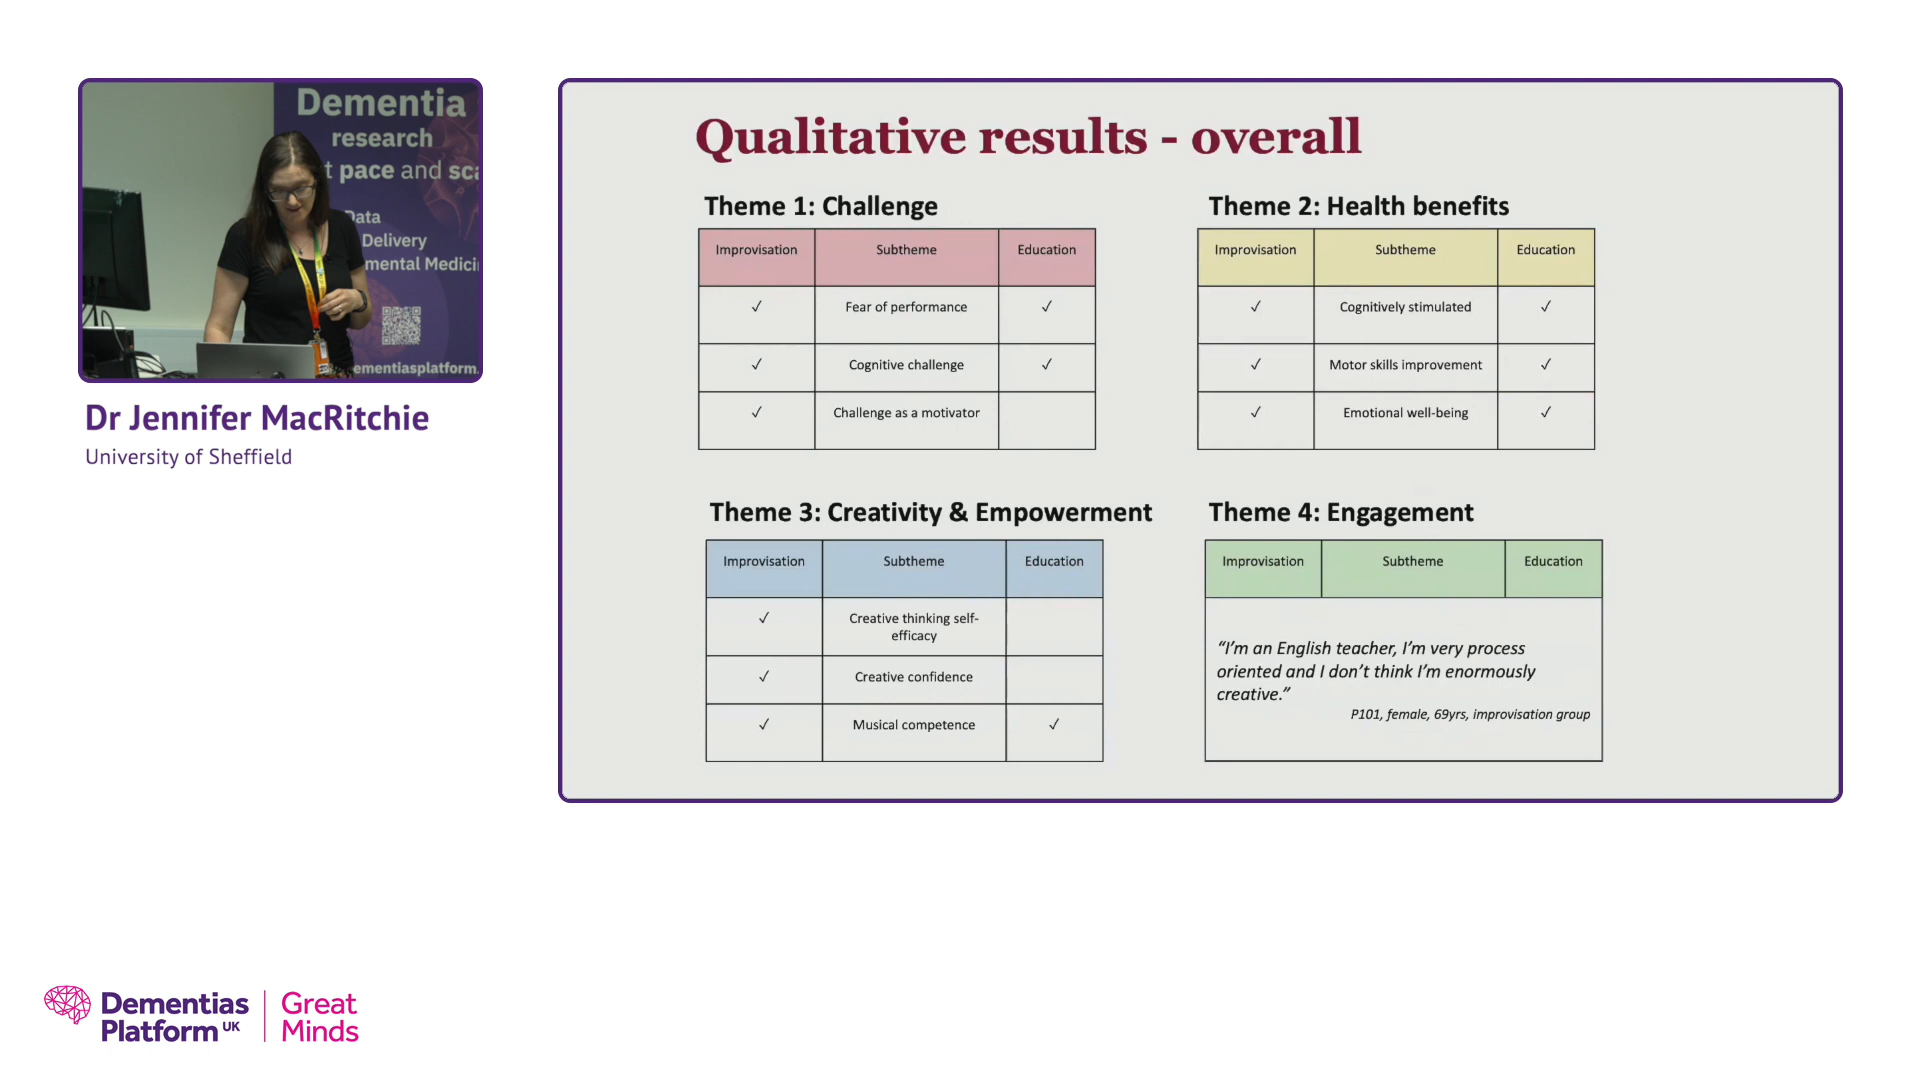 Dementia
research
t pace and sca
Data
Delivery
mental Medici
ementiasplatform.
Dr Jennifer MacRitchie
University of Sheffield
Qualitative results - overall
Theme 1: Challenge
Improvisation Subtheme Education
✓ Fear of performance ✓
✓ Cognitive challenge ✓
✓ Challenge as a motivator
Theme 2: Health benefits
Improvisation Subtheme Education
✓ Cognitively stimulated ✓
✓ Motor skills improvement ✓
✓ Emotional well-being ✓
Theme 3: Creativity & Empowerment
Improvisation Subtheme Education
✓ Creative thinking self-
efficacy
✓ Creative confidence
✓ Musical competence ✓
Theme 4: Engagement
Improvisation Subtheme Education
“I’m an English teacher, I’m very process
oriented and I don’t think I’m enormously
creative.”
P101, female, 69yrs, improvisation group
Dementias
Platform UK
Great
Minds